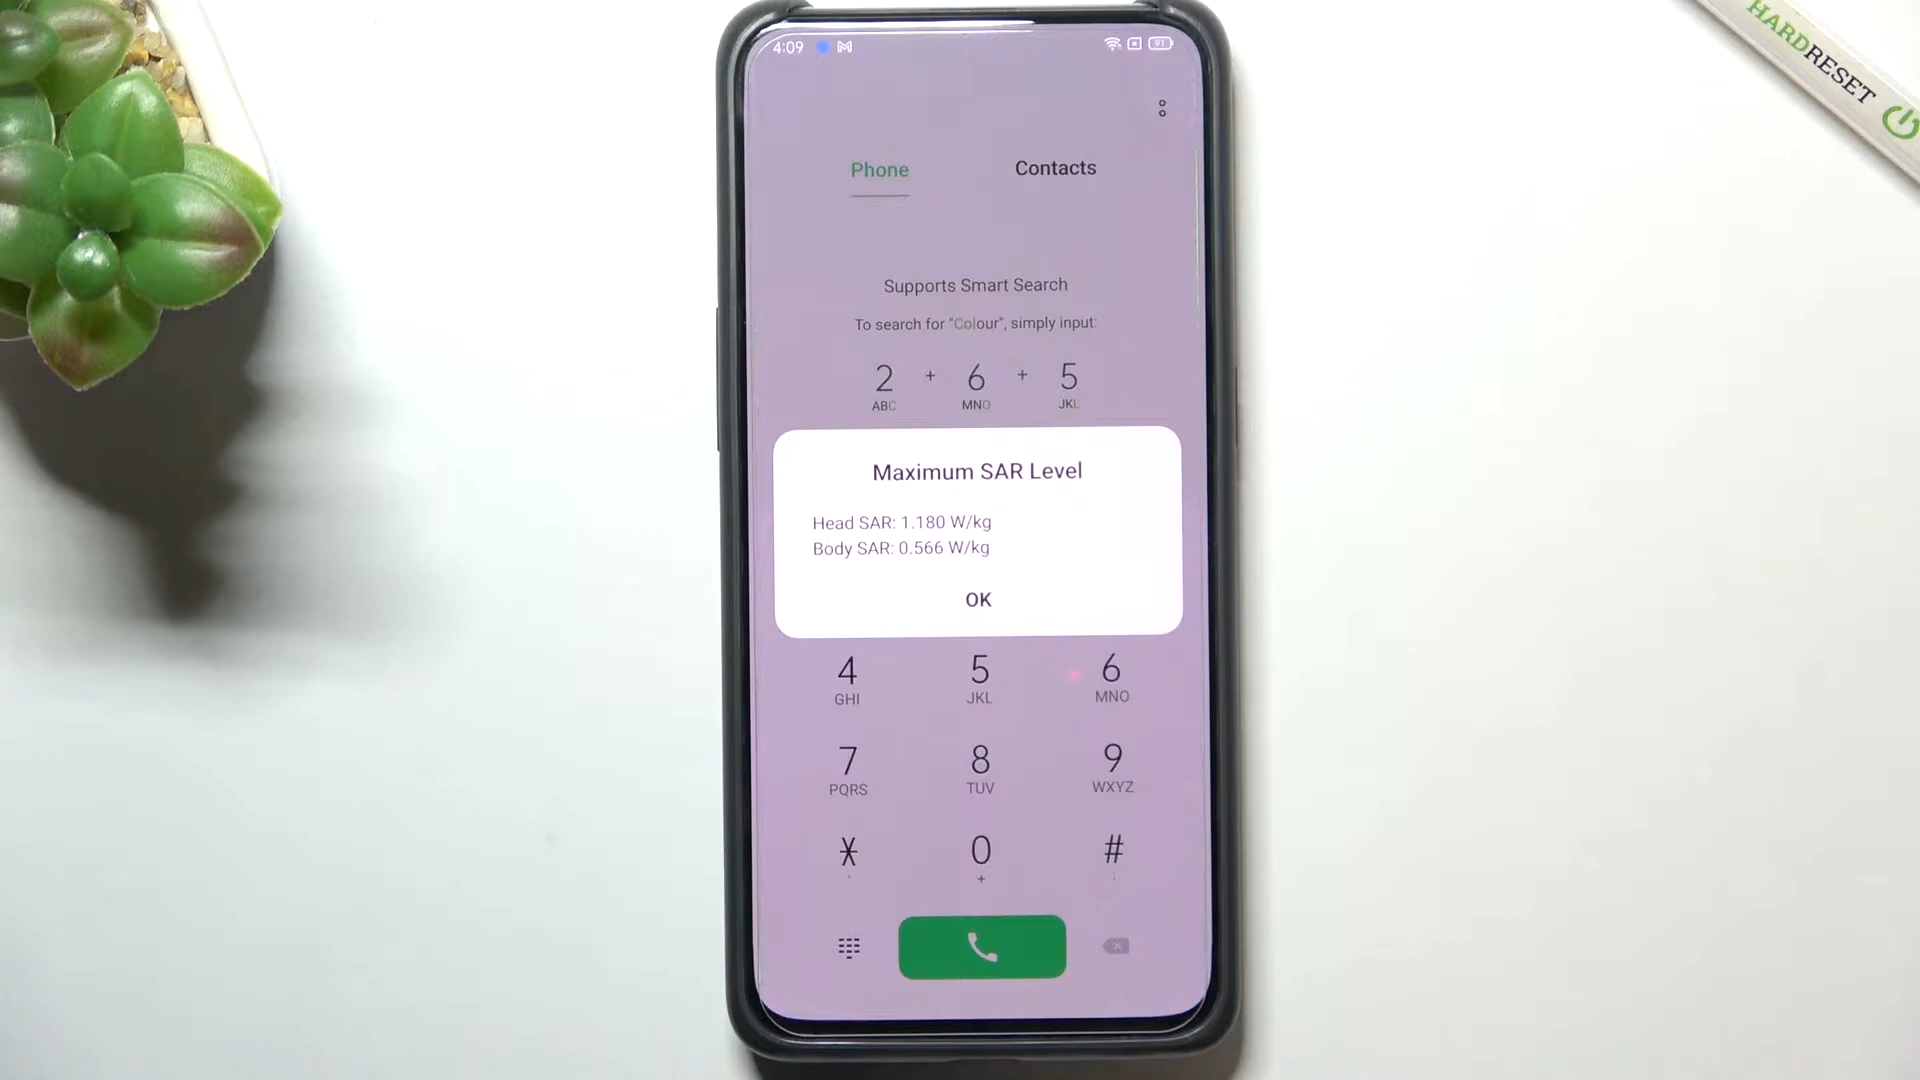 HARDRESET
4:09
91
Phone Contacts
Supports Smart Search
To search for "Colour", simply input:
2 + 6 + 5
ABC MNO JKL
Maximum SAR Level
Head SAR: 1.180 W/kg
Body SAR: 0.566 W/kg
OK
4 5 6
GHI JKL MNO
7 8 9
PQRS TUV WXYZ
* 0 #
+